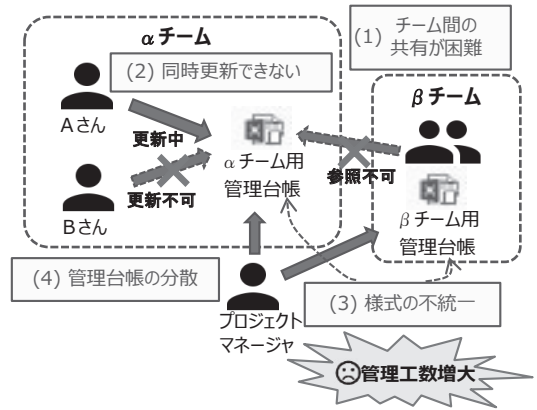 αチーム
(1) チーム間の
共有が困難
(2) 同時更新できない
Aさん
更新中
βチーム
Bさん
更新不可
αチーム用
管理台帳
参照不可
βチーム用
管理台帳
(4) 管理台帳の分散
(3) 様式の不統一
プロジェクト
マネージャ
管理工数増大